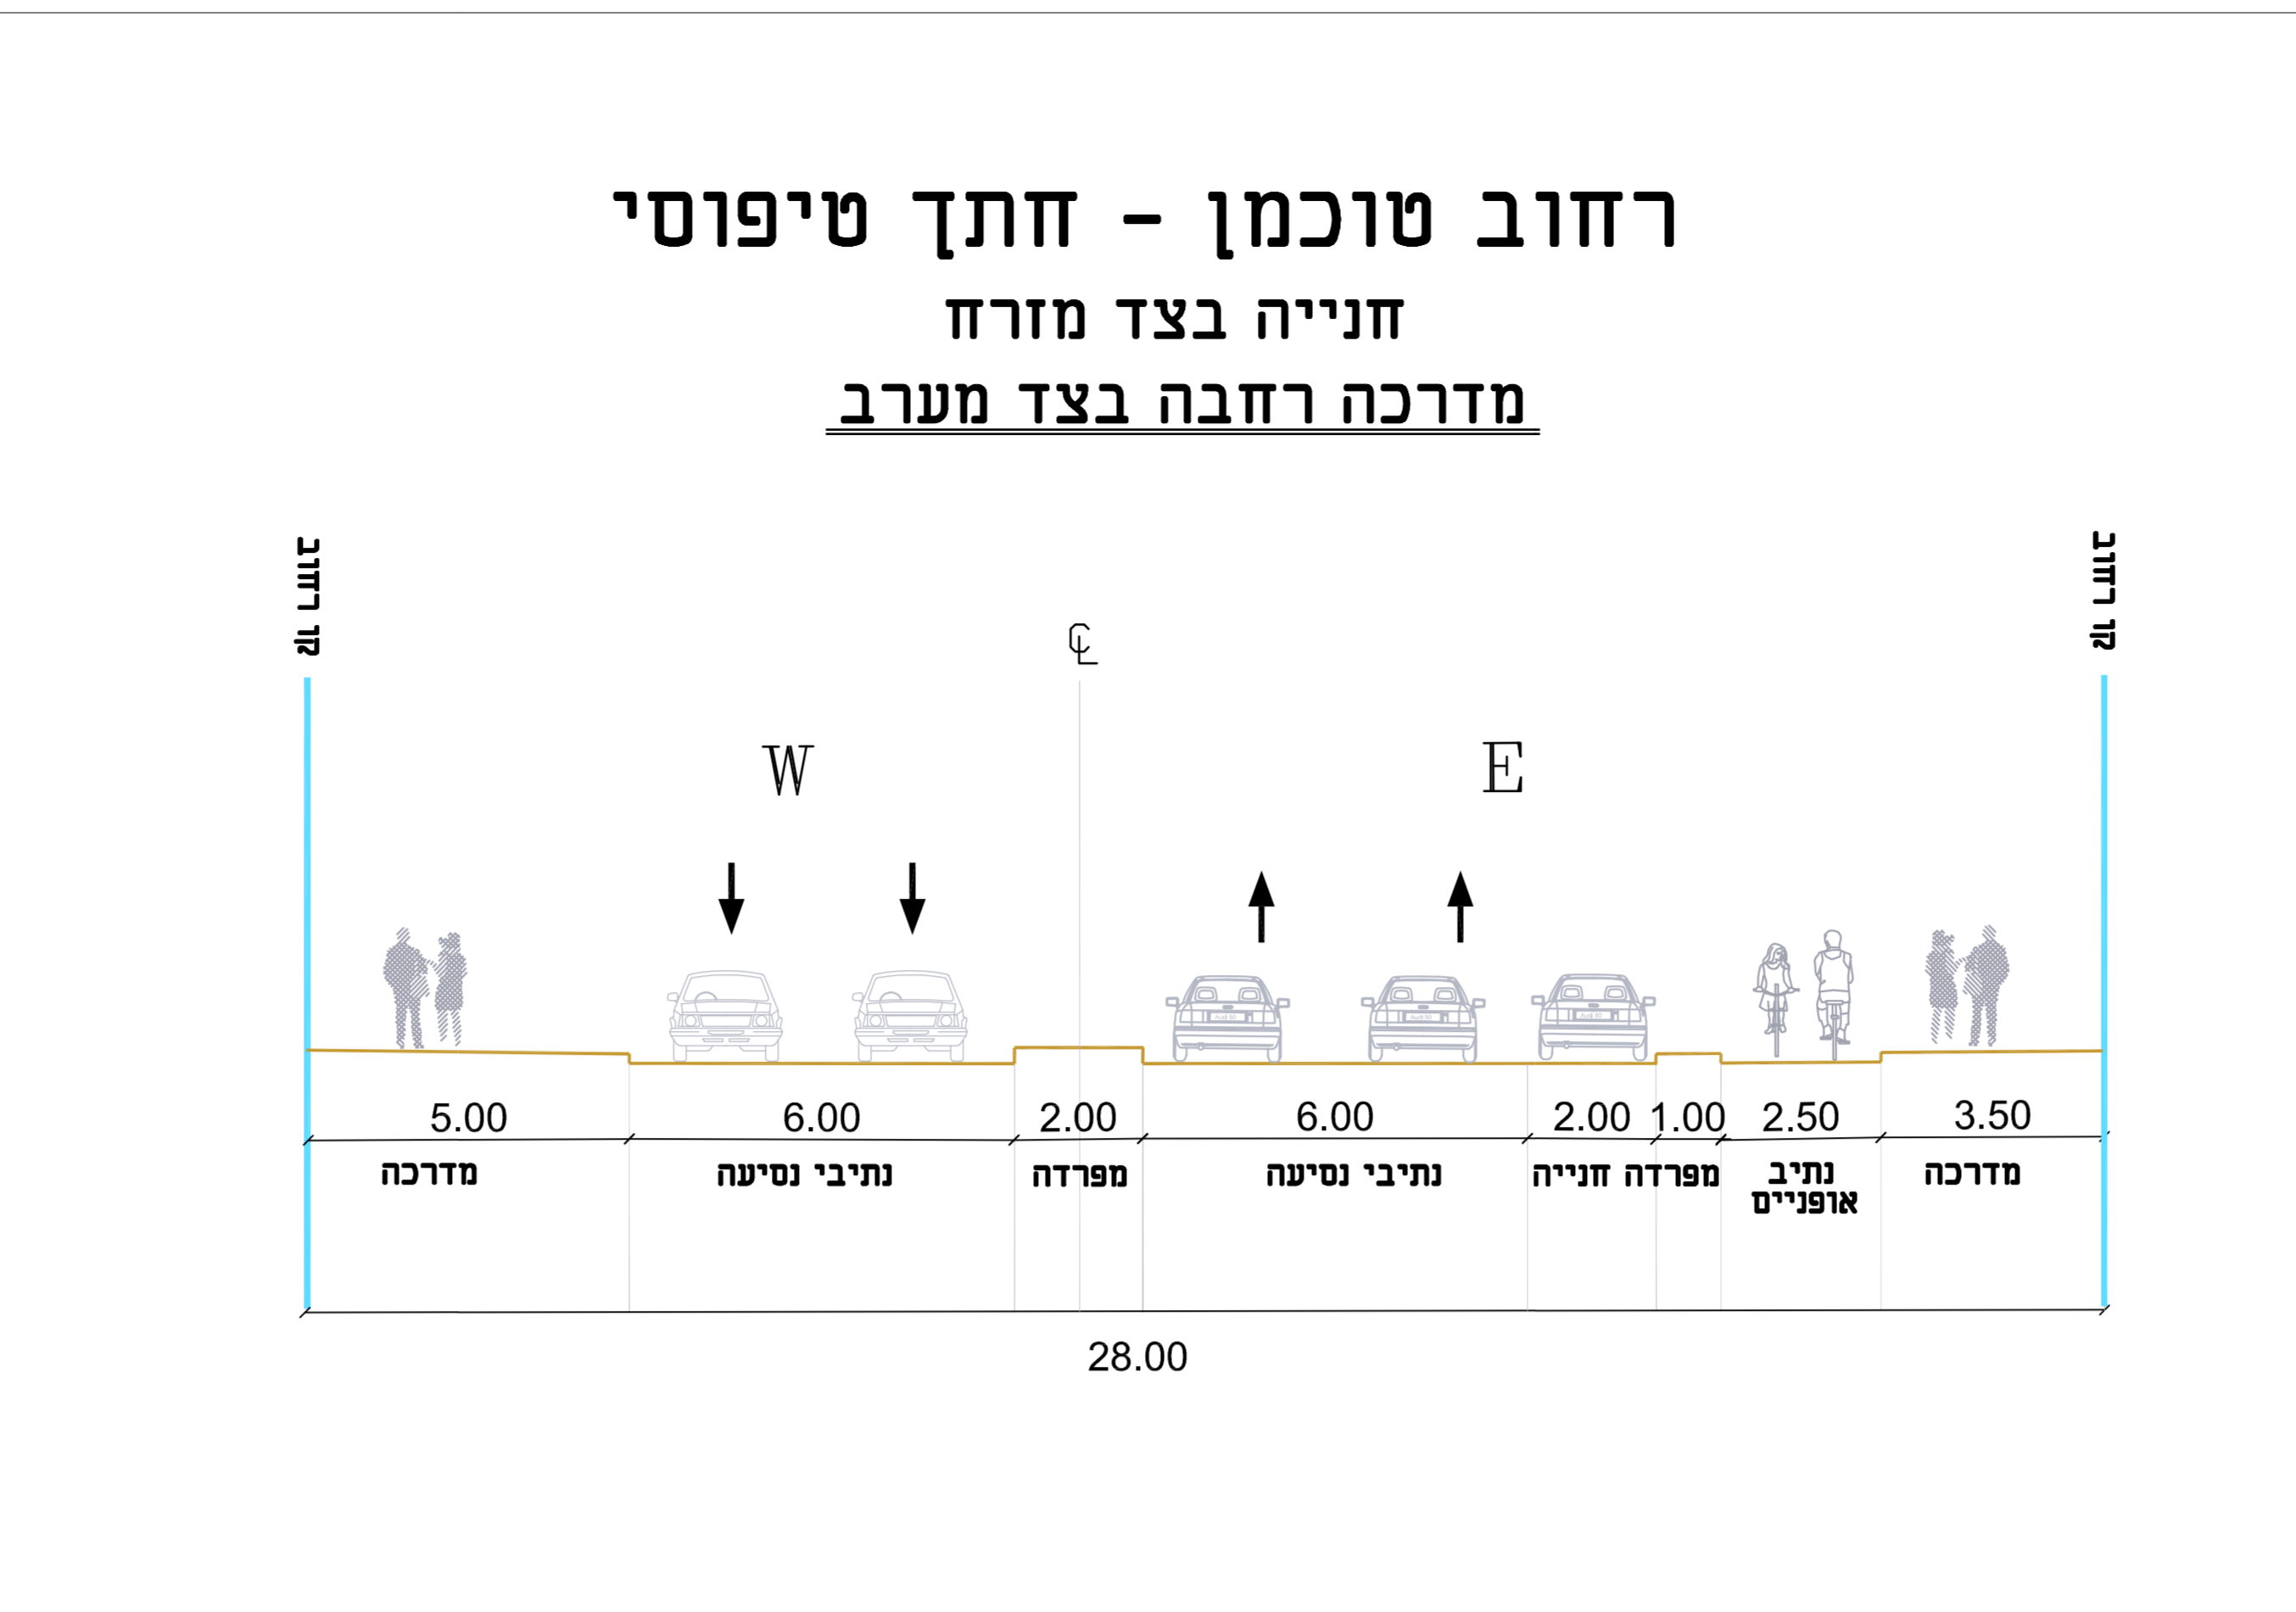 רחוב טוכמן - חתך טיפוסי
חנייה בצד מזרח
מדרכה רחבה בצד מערב
קו רחוב
קו רחוב
CL
W
E
5.00
6.00
2.00
6.00
2.00
1.00
2.50
3.50
מדרכה
נתיבי נסיעה
מפרדה
נתיבי נסיעה
מפרדה חנייה
נתיב
אופניים
מדרכה
28.00